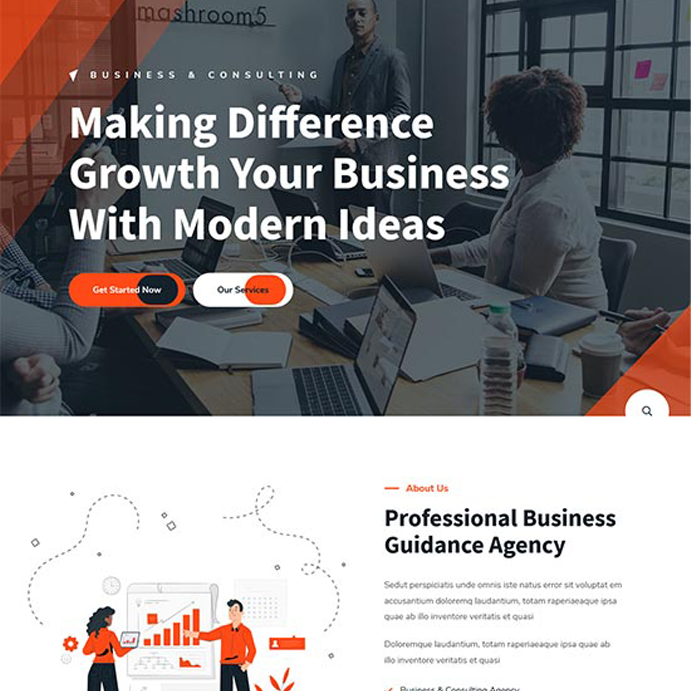 mashroom5
BUSINESS & CONSULTING
Making Difference
Growth Your Business
With Modern Ideas
Get Started Now
Our Services
About Us
Professional Business
Guidance Agency
Sedut perspiciatis unde omnis iste natus error sit voluptat em
accusantium doloremq laudantium, totam raperiaeaque ipsa
quae ab illo inventore veritatis et quasi
Doloremque laudantium, totam raperiaeaque ipsa quae ab
illo inventore veritatis et quasi
Business & Consulting Agency